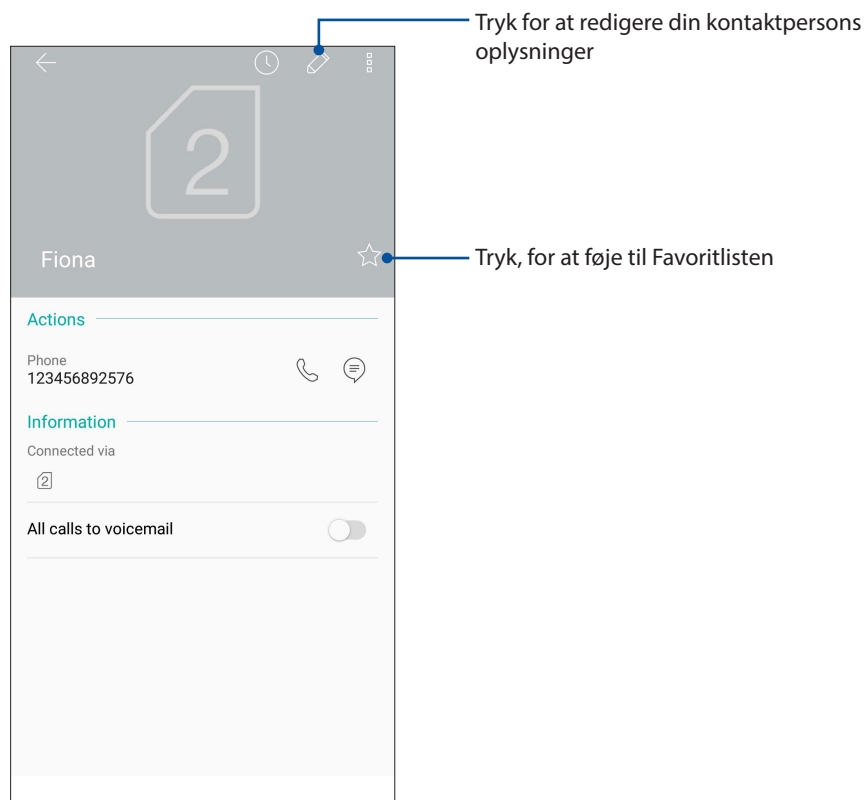 Tryk for at redigere din kontaktpersons
oplysninger
2
Fiona
Tryk, for at føje til Favoritlisten
Actions
Phone
123456892576
Information
Connected via
2
All calls to voicemail